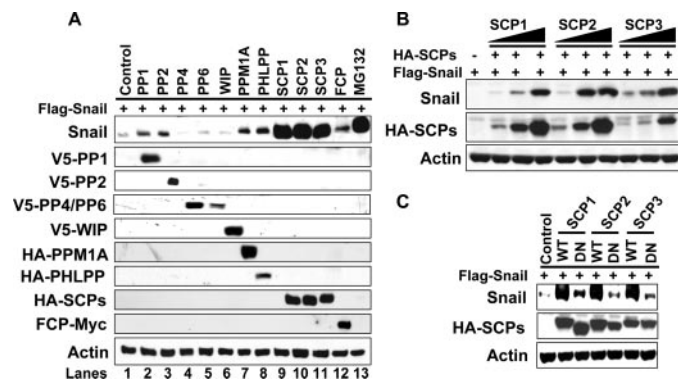 A
Control PP1 PP2 PP4 PP6 WIP PPM1A PHLPP SCP1 SCP2 SCP3 FCP MG132
Flag-Snail + + + + + + + + + + + + +
Snail
V5-PP1
V5-PP2
V5-PP4/PP6
V5-WIP
HA-PPM1A
HA-PHLPP
HA-SCPs
FCP-Myc
Actin
Lanes 1 2 3 4 5 6 7 8 9 10 11 12 13
B
SCP1 SCP2 SCP3
HA-SCPs - + + + + + + + + +
Flag-Snail + + + + + + + + + +
Snail
HA-SCPs
Actin
C
SCP1 SCP2 SCP3
Control WT DN WT DN WT DN
Flag-Snail + + + + + + +
Snail
HA-SCPs
Actin